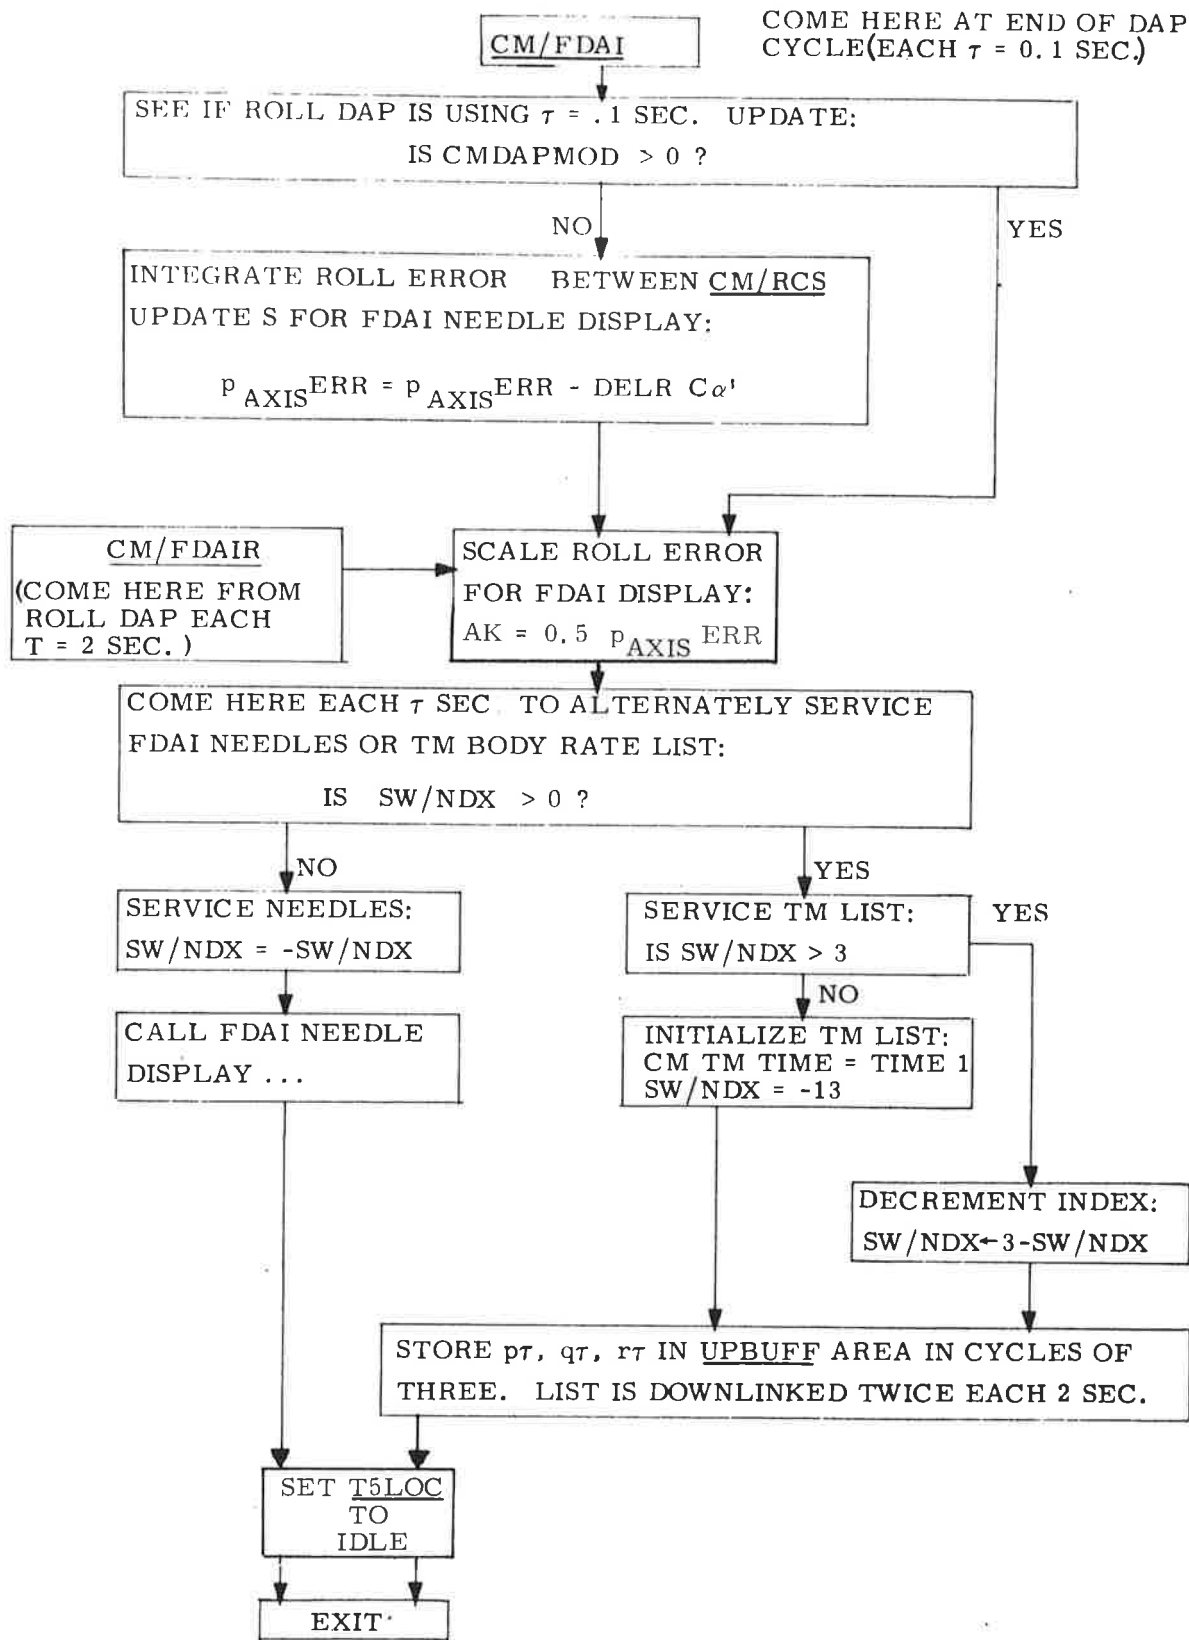 CM/FDAI
COME HERE AT END OF DAP
CYCLE(EACH τ = 0.1 SEC.)
SEE IF ROLL DAP IS USING τ = .1 SEC. UPDATE:
IS CMDAPMOD > 0 ?
NO
YES
INTEGRATE ROLL ERROR BETWEEN CM/RCS
UPDATE S FOR FDAI NEEDLE DISPLAY:
p AXIS ERR = p AXIS ERR - DELR Cα'
CM/FDAIR
(COME HERE FROM
ROLL DAP EACH
T = 2 SEC. )
SCALE ROLL ERROR
FOR FDAI DISPLAY:
AK = 0.5 p AXIS ERR
COME HERE EACH τ SEC TO ALTERNATELY SERVICE
FDAI NEEDLES OR TM BODY RATE LIST:
IS SW/NDX > 0 ?
NO
YES
SERVICE NEEDLES:
SW/NDX = -SW/NDX
SERVICE TM LIST:
IS SW/NDX > 3
YES
NO
CALL FDAI NEEDLE
DISPLAY ...
INITIALIZE TM LIST:
CM TM TIME = TIME 1
SW/NDX = -13
DECREMENT INDEX:
SW/NDX←3-SW/NDX
STORE pτ, qτ, rτ IN UPBUFF AREA IN CYCLES OF
THREE. LIST IS DOWNLINKED TWICE EACH 2 SEC.
SET T5LOC
TO
IDLE
EXIT